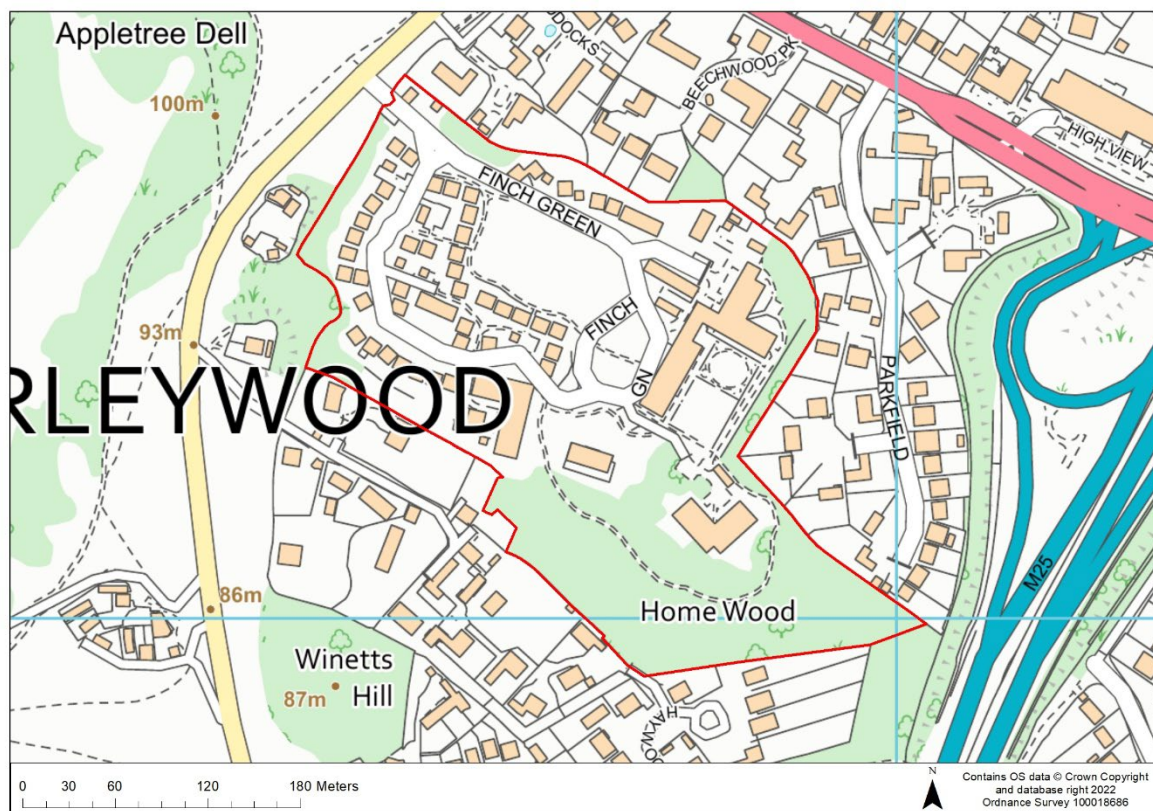 Appletree Dell
100m
DDOCKS
BEECHWOOD PK
HIGH VIEW
FINCH GREEN
93m
FINCH
GN
RLEYWOOD
PARKFIELD
M25
86m
Home Wood
Winetts
Hill
87m
HAYWOO
0 30 60 120 180 Meters
N
Contains OS data © Crown Copyright
and database right 2022
Ordnance Survey 100018686